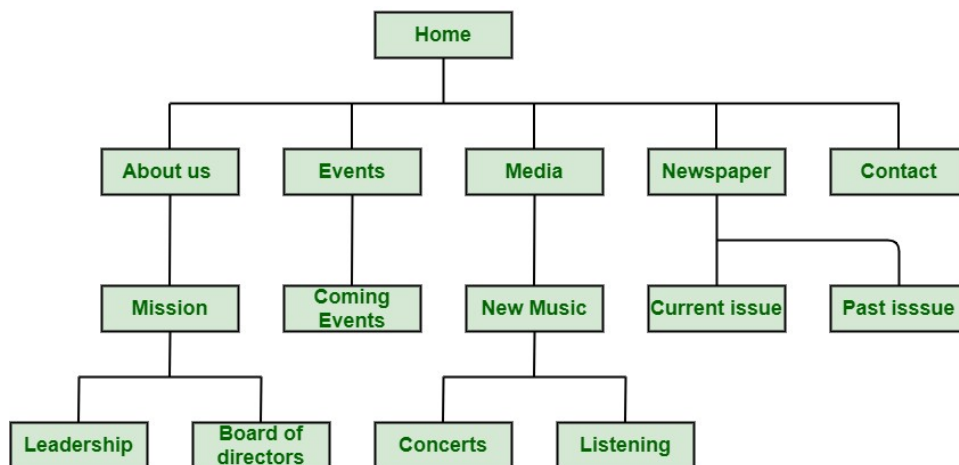 Home
About us
Events
Media
Newspaper
Contact
Mission
Coming
Events
New Music
Current issue
Past isssue
Leadership
Board of
directors
Concerts
Listening